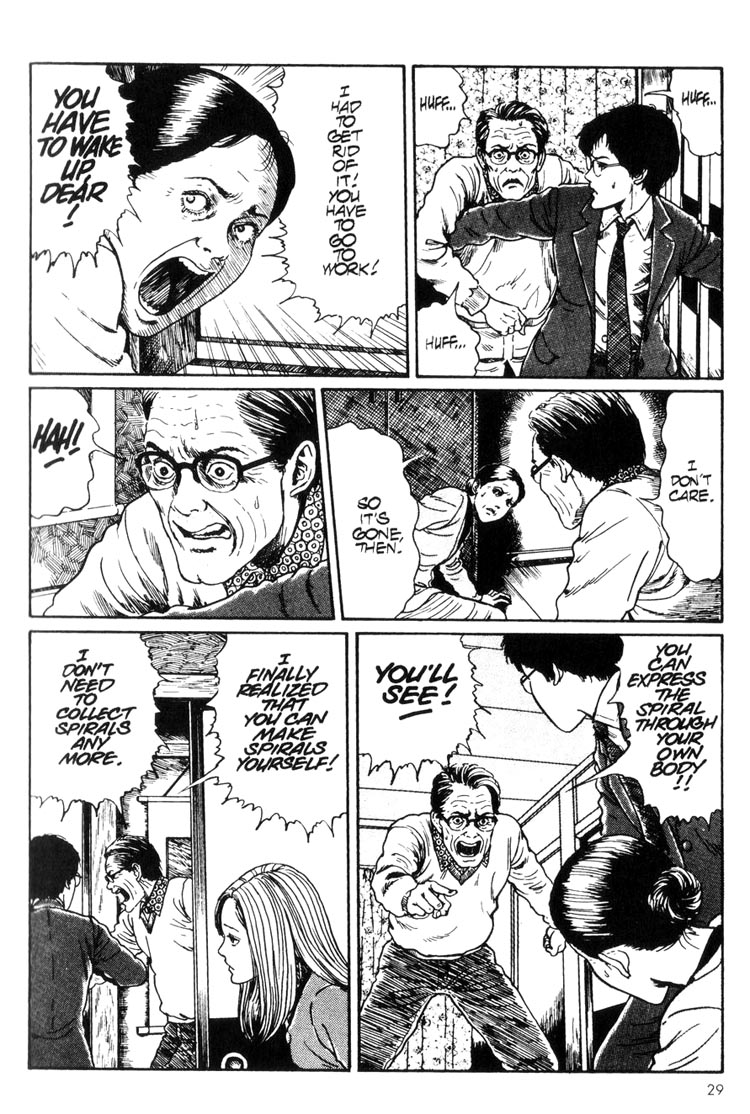 YOU
HAVE
TO WAKE
UP,
DEAR
!
I
HAD
TO
GET
RID
OF
IT!
YOU
HAVE
TO
GO
TO
WORK!
HUFF...
HUFF...
HUFF...
HAH!
SO
IT'S
GONE,
THEN.
I
DON'T
CARE.
I
DON'T
NEED
TO
COLLECT
SPIRALS
ANY
MORE.
I
FINALLY
REALIZED
THAT
YOU CAN
MAKE
SPIRALS
YOURSELF!
YOU'LL
SEE!
YOU
CAN
EXPRESS
THE
SPIRAL
THROUGH
YOUR
OWN
BODY
!!
29